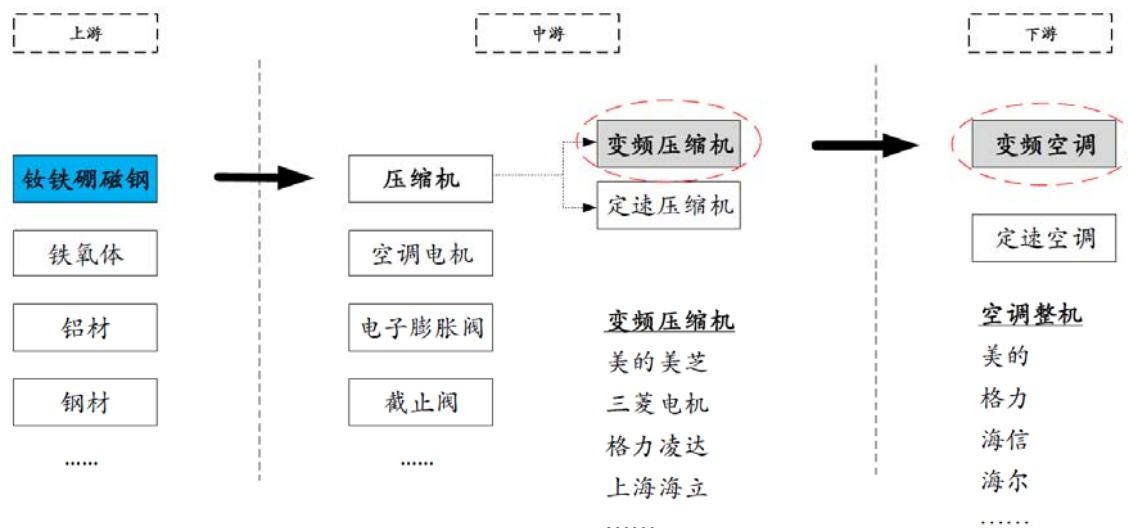 上游
中游
下游
钕铁硼磁钢
铁氧体
铝材
钢材
……
压缩机
空调电机
电子膨胀阀
截止阀
……
变频压缩机
定速压缩机
变频压缩机
美的美芝
三菱电机
格力凌达
上海海立
……
变频空调
定速空调
空调整机
美的
格力
海信
海尔
……